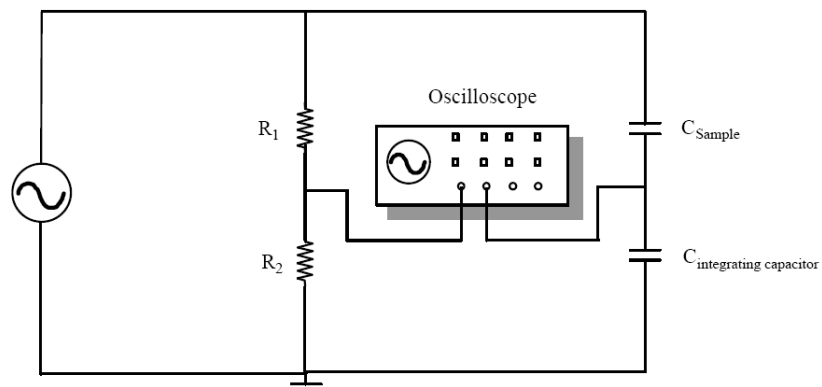 Oscilloscope
R1
CSample
R2
Cintegrating capacitor